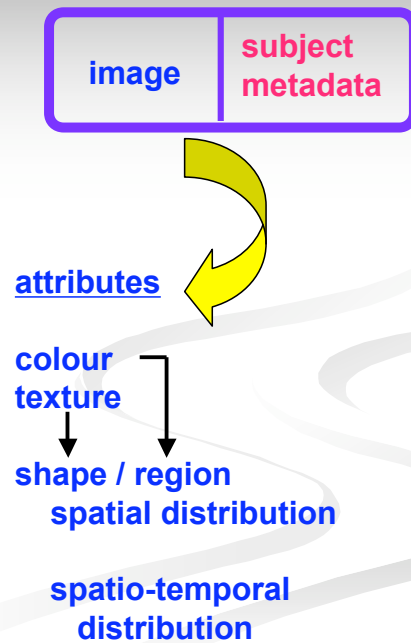 image
subject
metadata
attributes
colour
texture
shape / region
spatial distribution
spatio-temporal
distribution